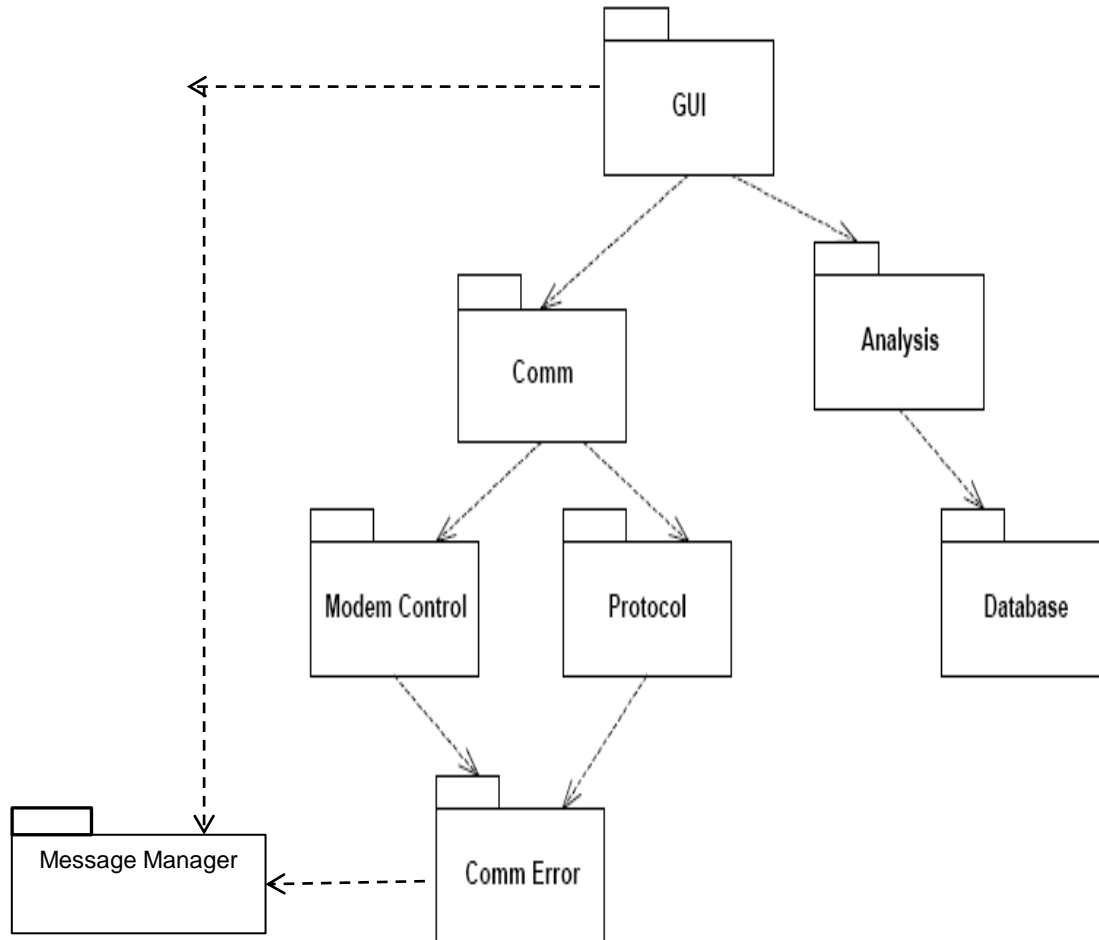 GUI
Analysis
Comm
Modem Control
Protocol
Database
Message Manager
Comm Error